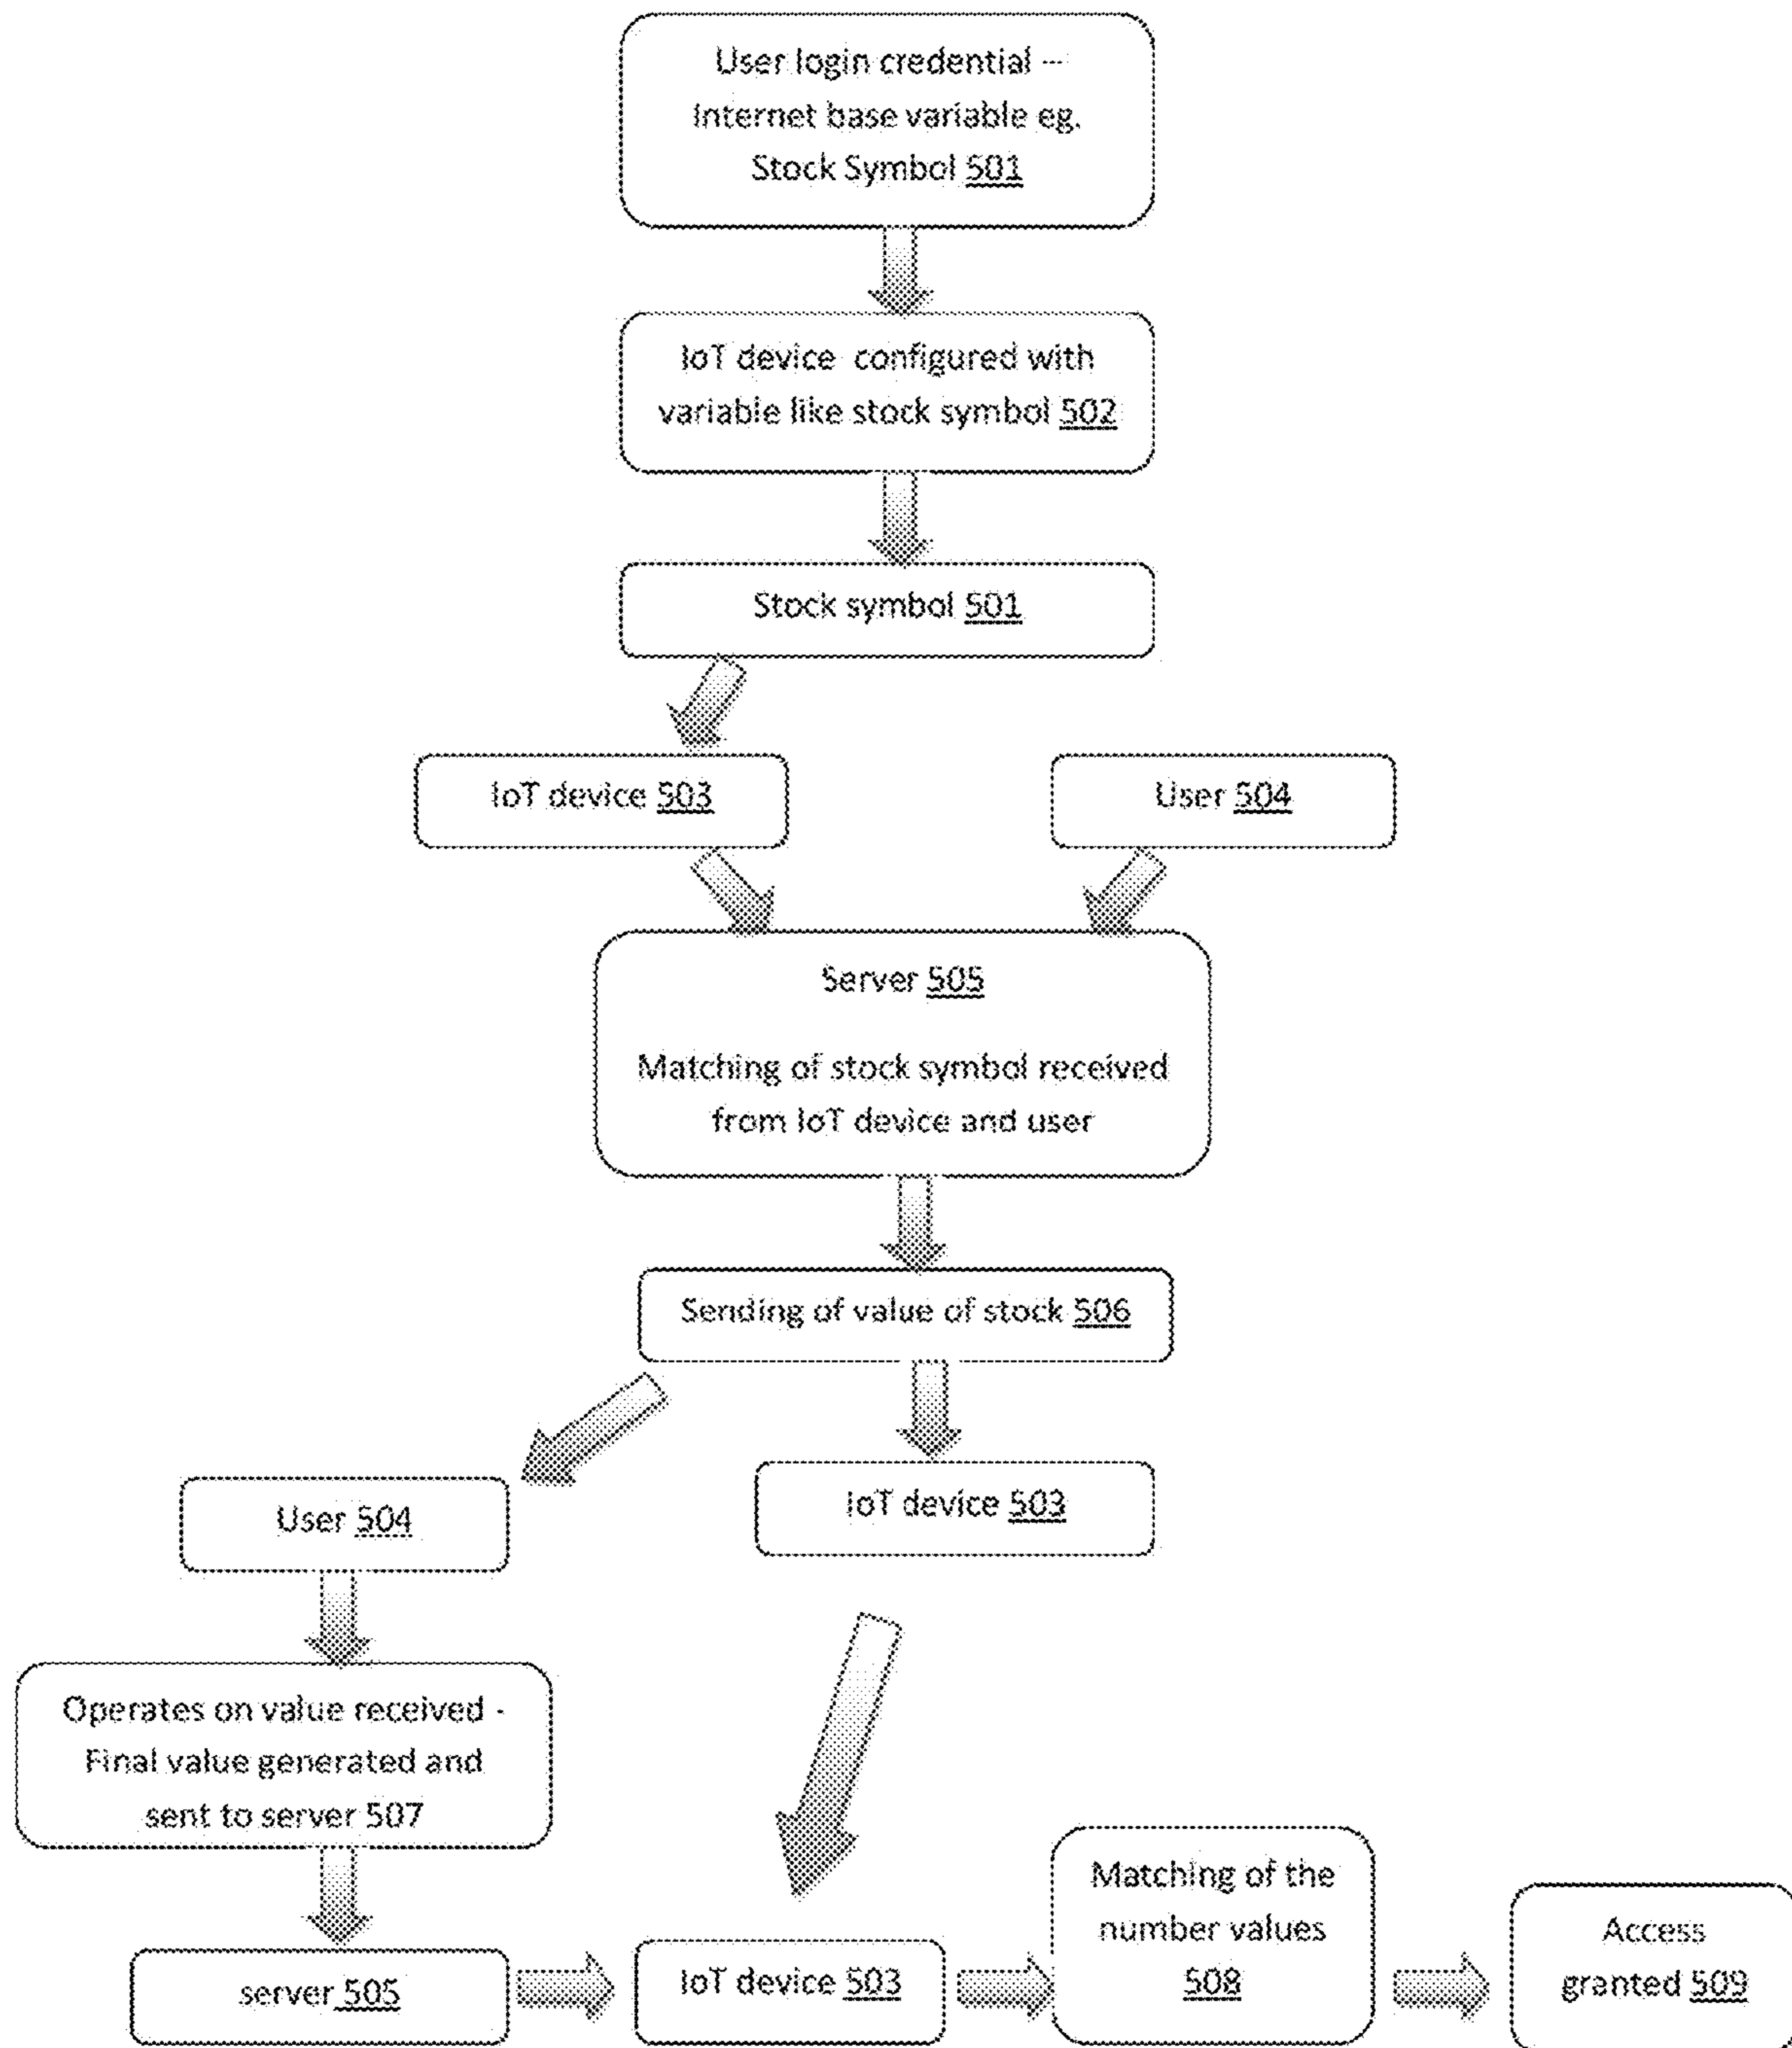 User login credential –
Internet base variable eg.
Stock Symbol 501
IoT device configured with
variable like stock symbol 502
Stock symbol 501
IoT device 503
User 504
Server 505
Matching of stock symbol received
from IoT device and user
Sending of value of stock 506
User 504
IoT device 503
Operates on value received -
Final value generated and
sent to server 507
server 505
IoT device 503
Matching of the
number values
508
Access
granted 509